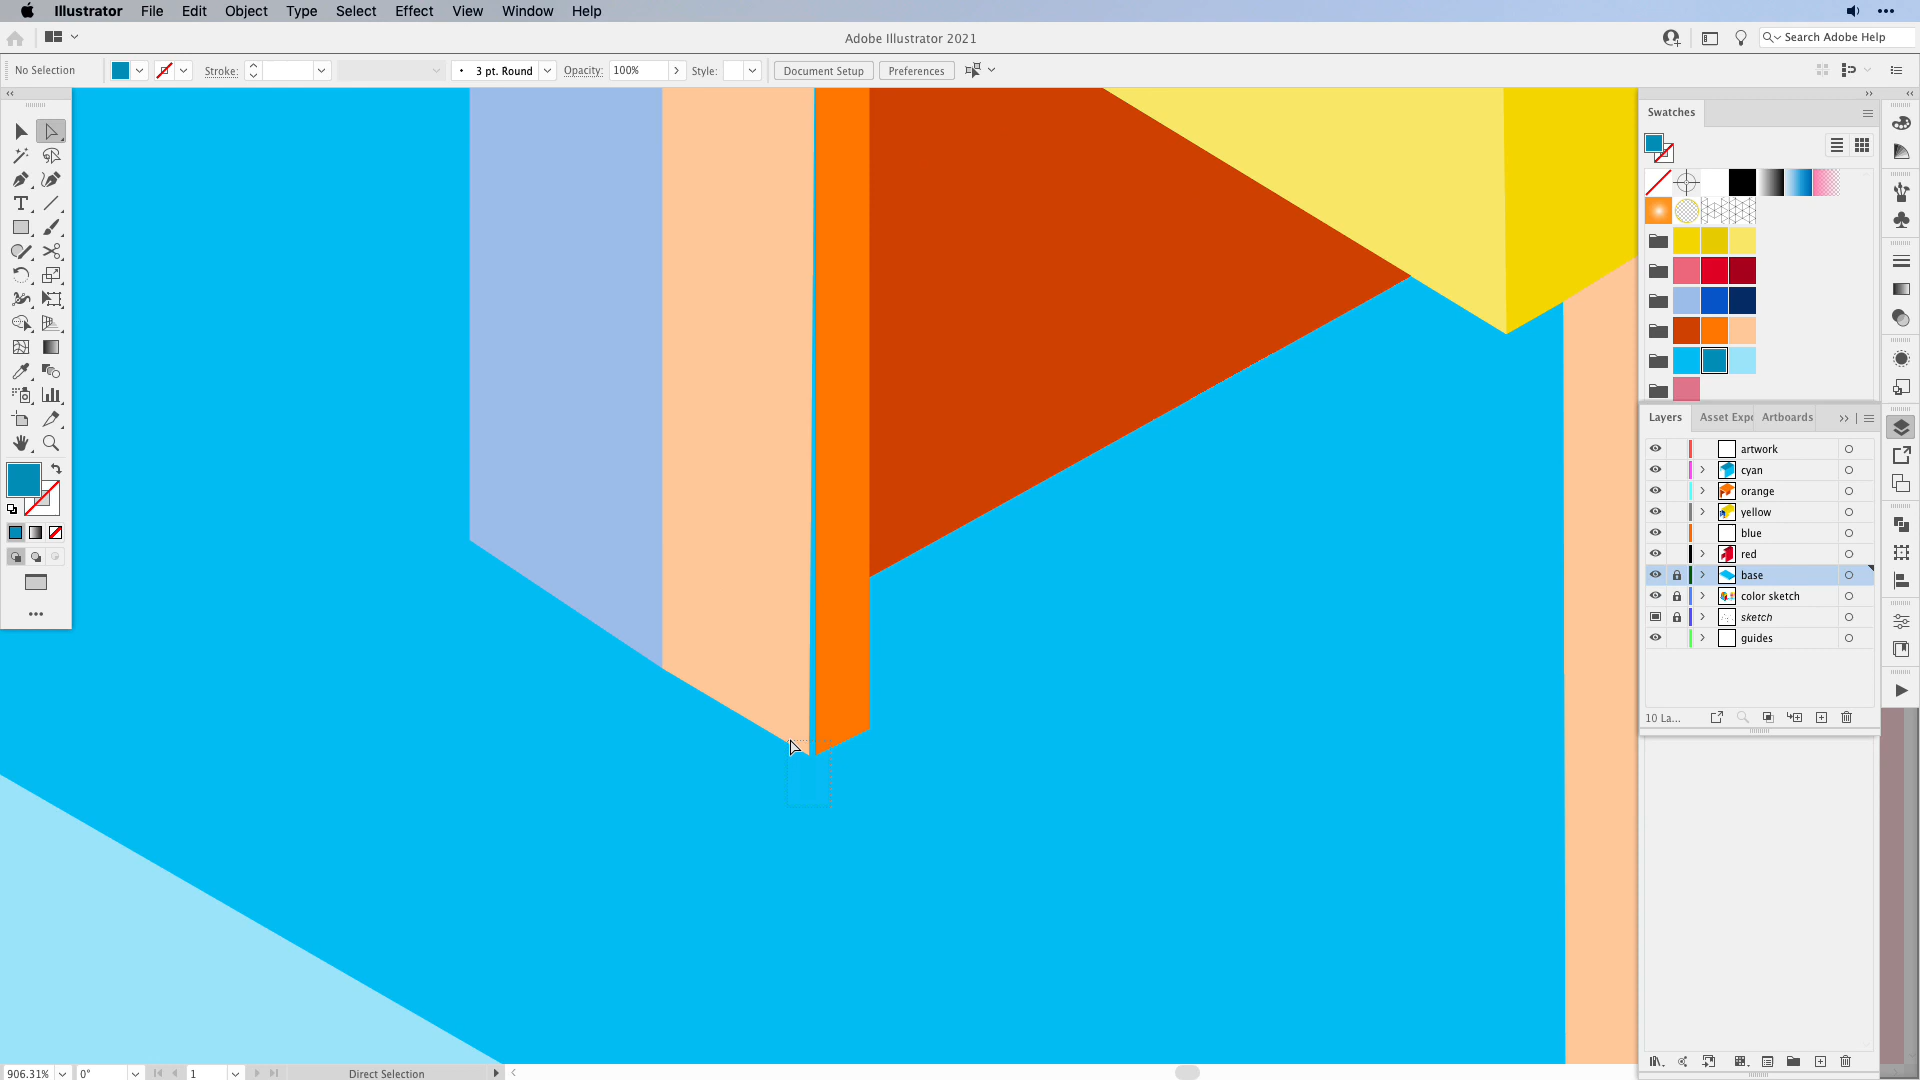 Illustrator File Edit Object Type Select Effect View Window Help
Adobe Illustrator 2021
Search Adobe Help
No Selection
Stroke:
3 pt. Round
Opacity: 100%
Style:
Document Setup
Preferences
Swatches
Layers
Asset Expo
Artboards
artwork
cyan
orange
yellow
blue
red
base
color sketch
sketch
guides
10 La...
906.31%
0°
1
Direct Selection